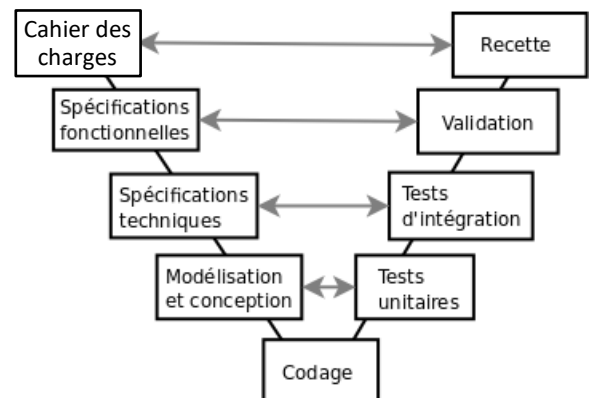 Cahier des
charges
Recette
Spécifications
fonctionnelles
Validation
Spécifications
techniques
Tests
d'intégration
Modélisation
et conception
Tests
unitaires
Codage